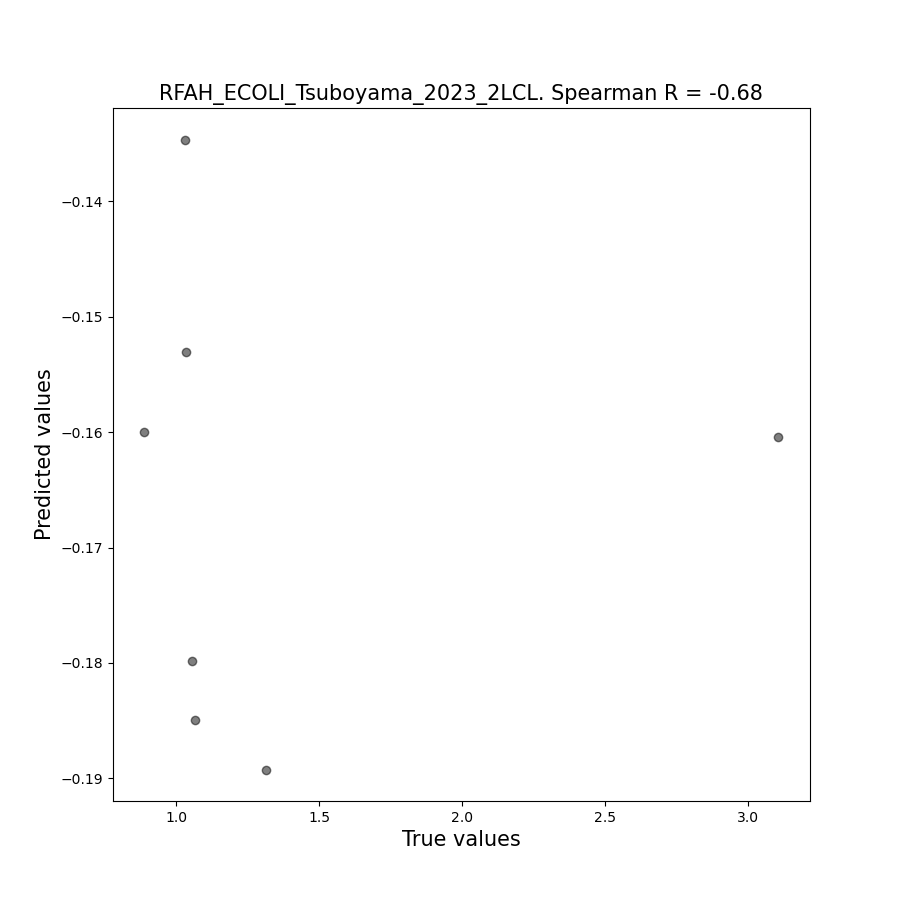 RFAH_ECOLI_Tsuboyama_2023_2LCL. Spearman R = -0.68
Predicted values
−0.14
−0.15
−0.16
−0.17
−0.18
−0.19
1.0 1.5 2.0 2.5 3.0
True values